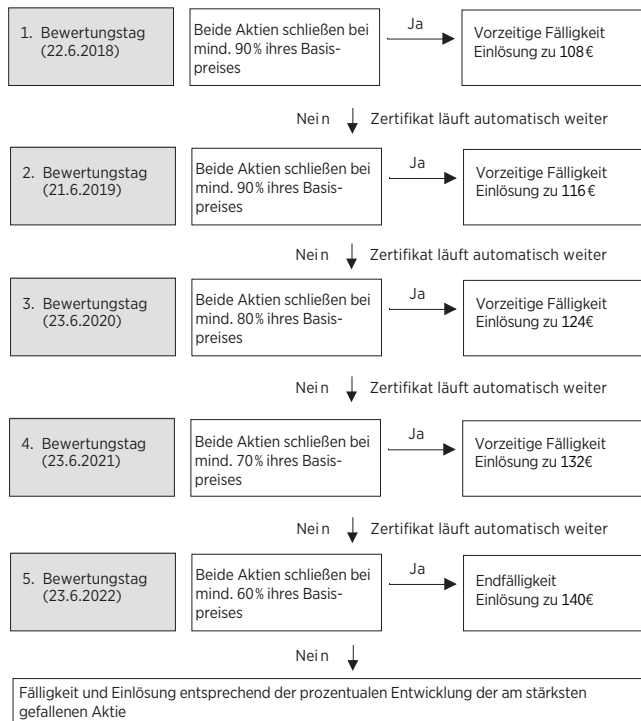 1. Bewertungstag
(22.6.2018)
Beide Aktien schließen bei
mind. 90% ihres Basis-
preises
Ja
Vorzeitige Fälligkeit
Einlösung zu 108€
Nein
Zertifikat läuft automatisch weiter
2. Bewertungstag
(21.6.2019)
Beide Aktien schließen bei
mind. 90% ihres Basis-
preises
Ja
Vorzeitige Fälligkeit
Einlösung zu 116€
Nein
Zertifikat läuft automatisch weiter
3. Bewertungstag
(23.6.2020)
Beide Aktien schließen bei
mind. 80% ihres Basis-
preises
Ja
Vorzeitige Fälligkeit
Einlösung zu 124€
Nein
Zertifikat läuft automatisch weiter
4. Bewertungstag
(23.6.2021)
Beide Aktien schließen bei
mind. 70% ihres Basis-
preises
Ja
Vorzeitige Fälligkeit
Einlösung zu 132€
Nein
Zertifikat läuft automatisch weiter
5. Bewertungstag
(23.6.2022)
Beide Aktien schließen bei
mind. 60% ihres Basis-
preises
Ja
Endfälligkeit
Einlösung zu 140€
Nein
Fälligkeit und Einlösung entsprechend der prozentualen Entwicklung der am stärksten
gefallenen Aktie